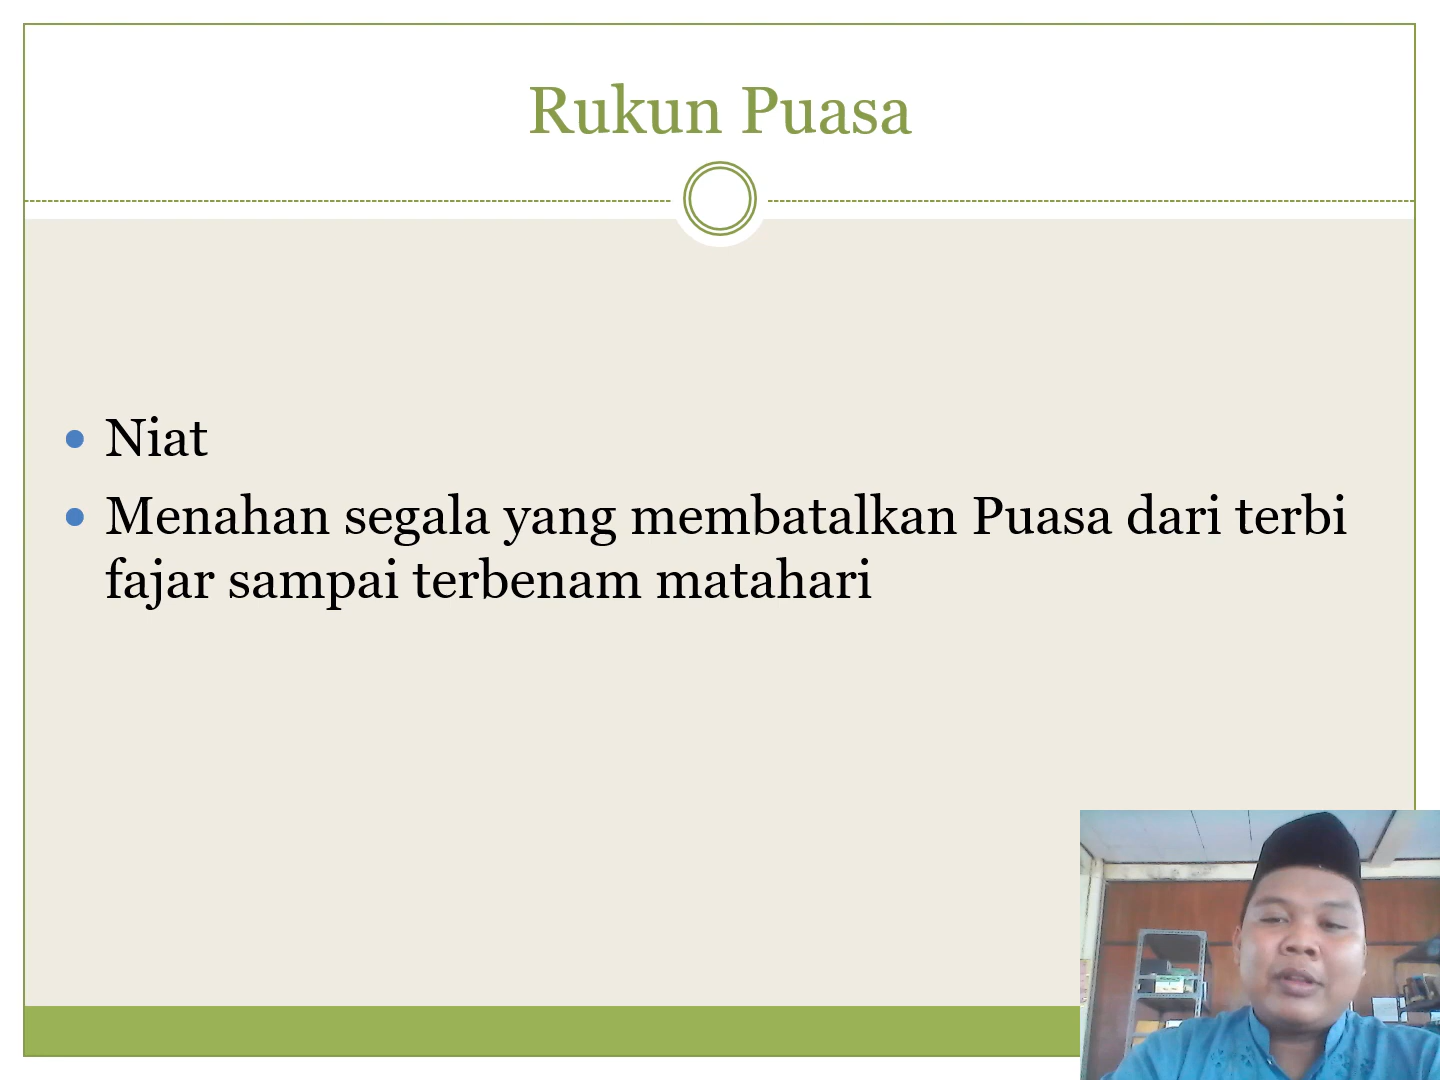 Rukun Puasa
Niat
Menahan segala yang membatalkan Puasa dari terbi
fajar sampai terbenam matahari